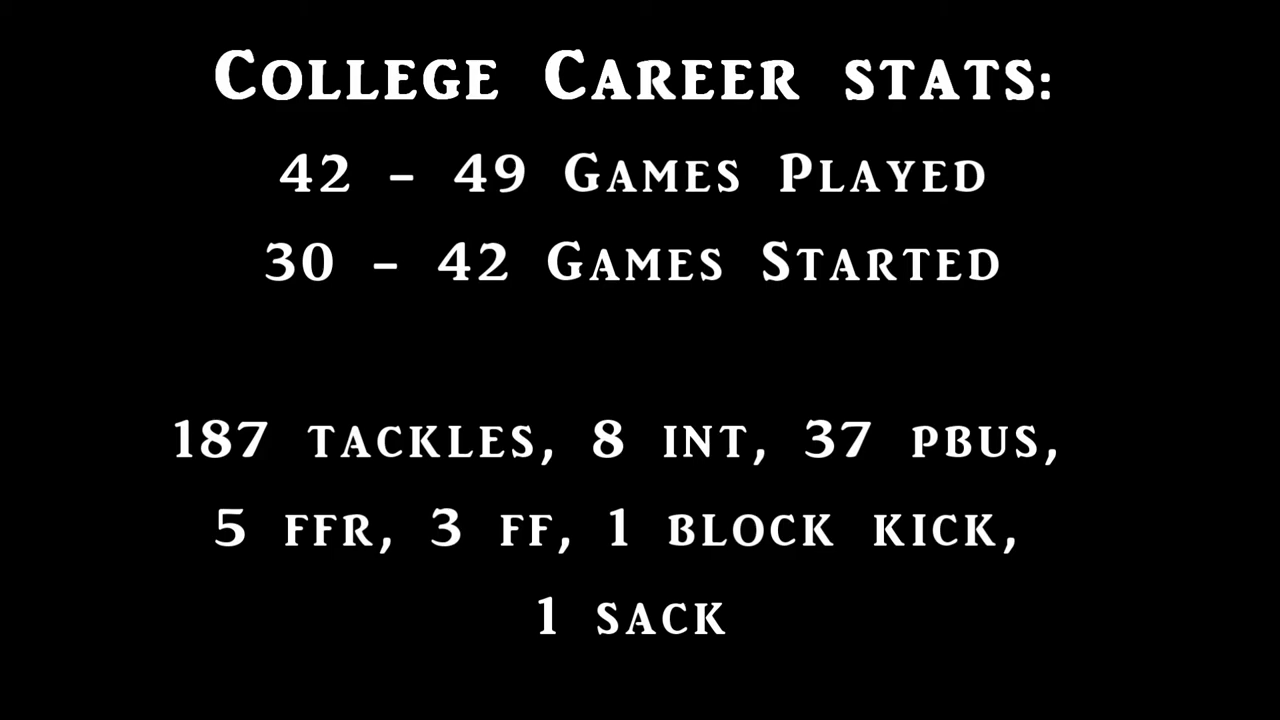 College Career stats:
42 – 49 Games Played
30 – 42 Games Started
187 tackles, 8 int, 37 pbus,
5 ffr, 3 ff, 1 block kick,
1 sack